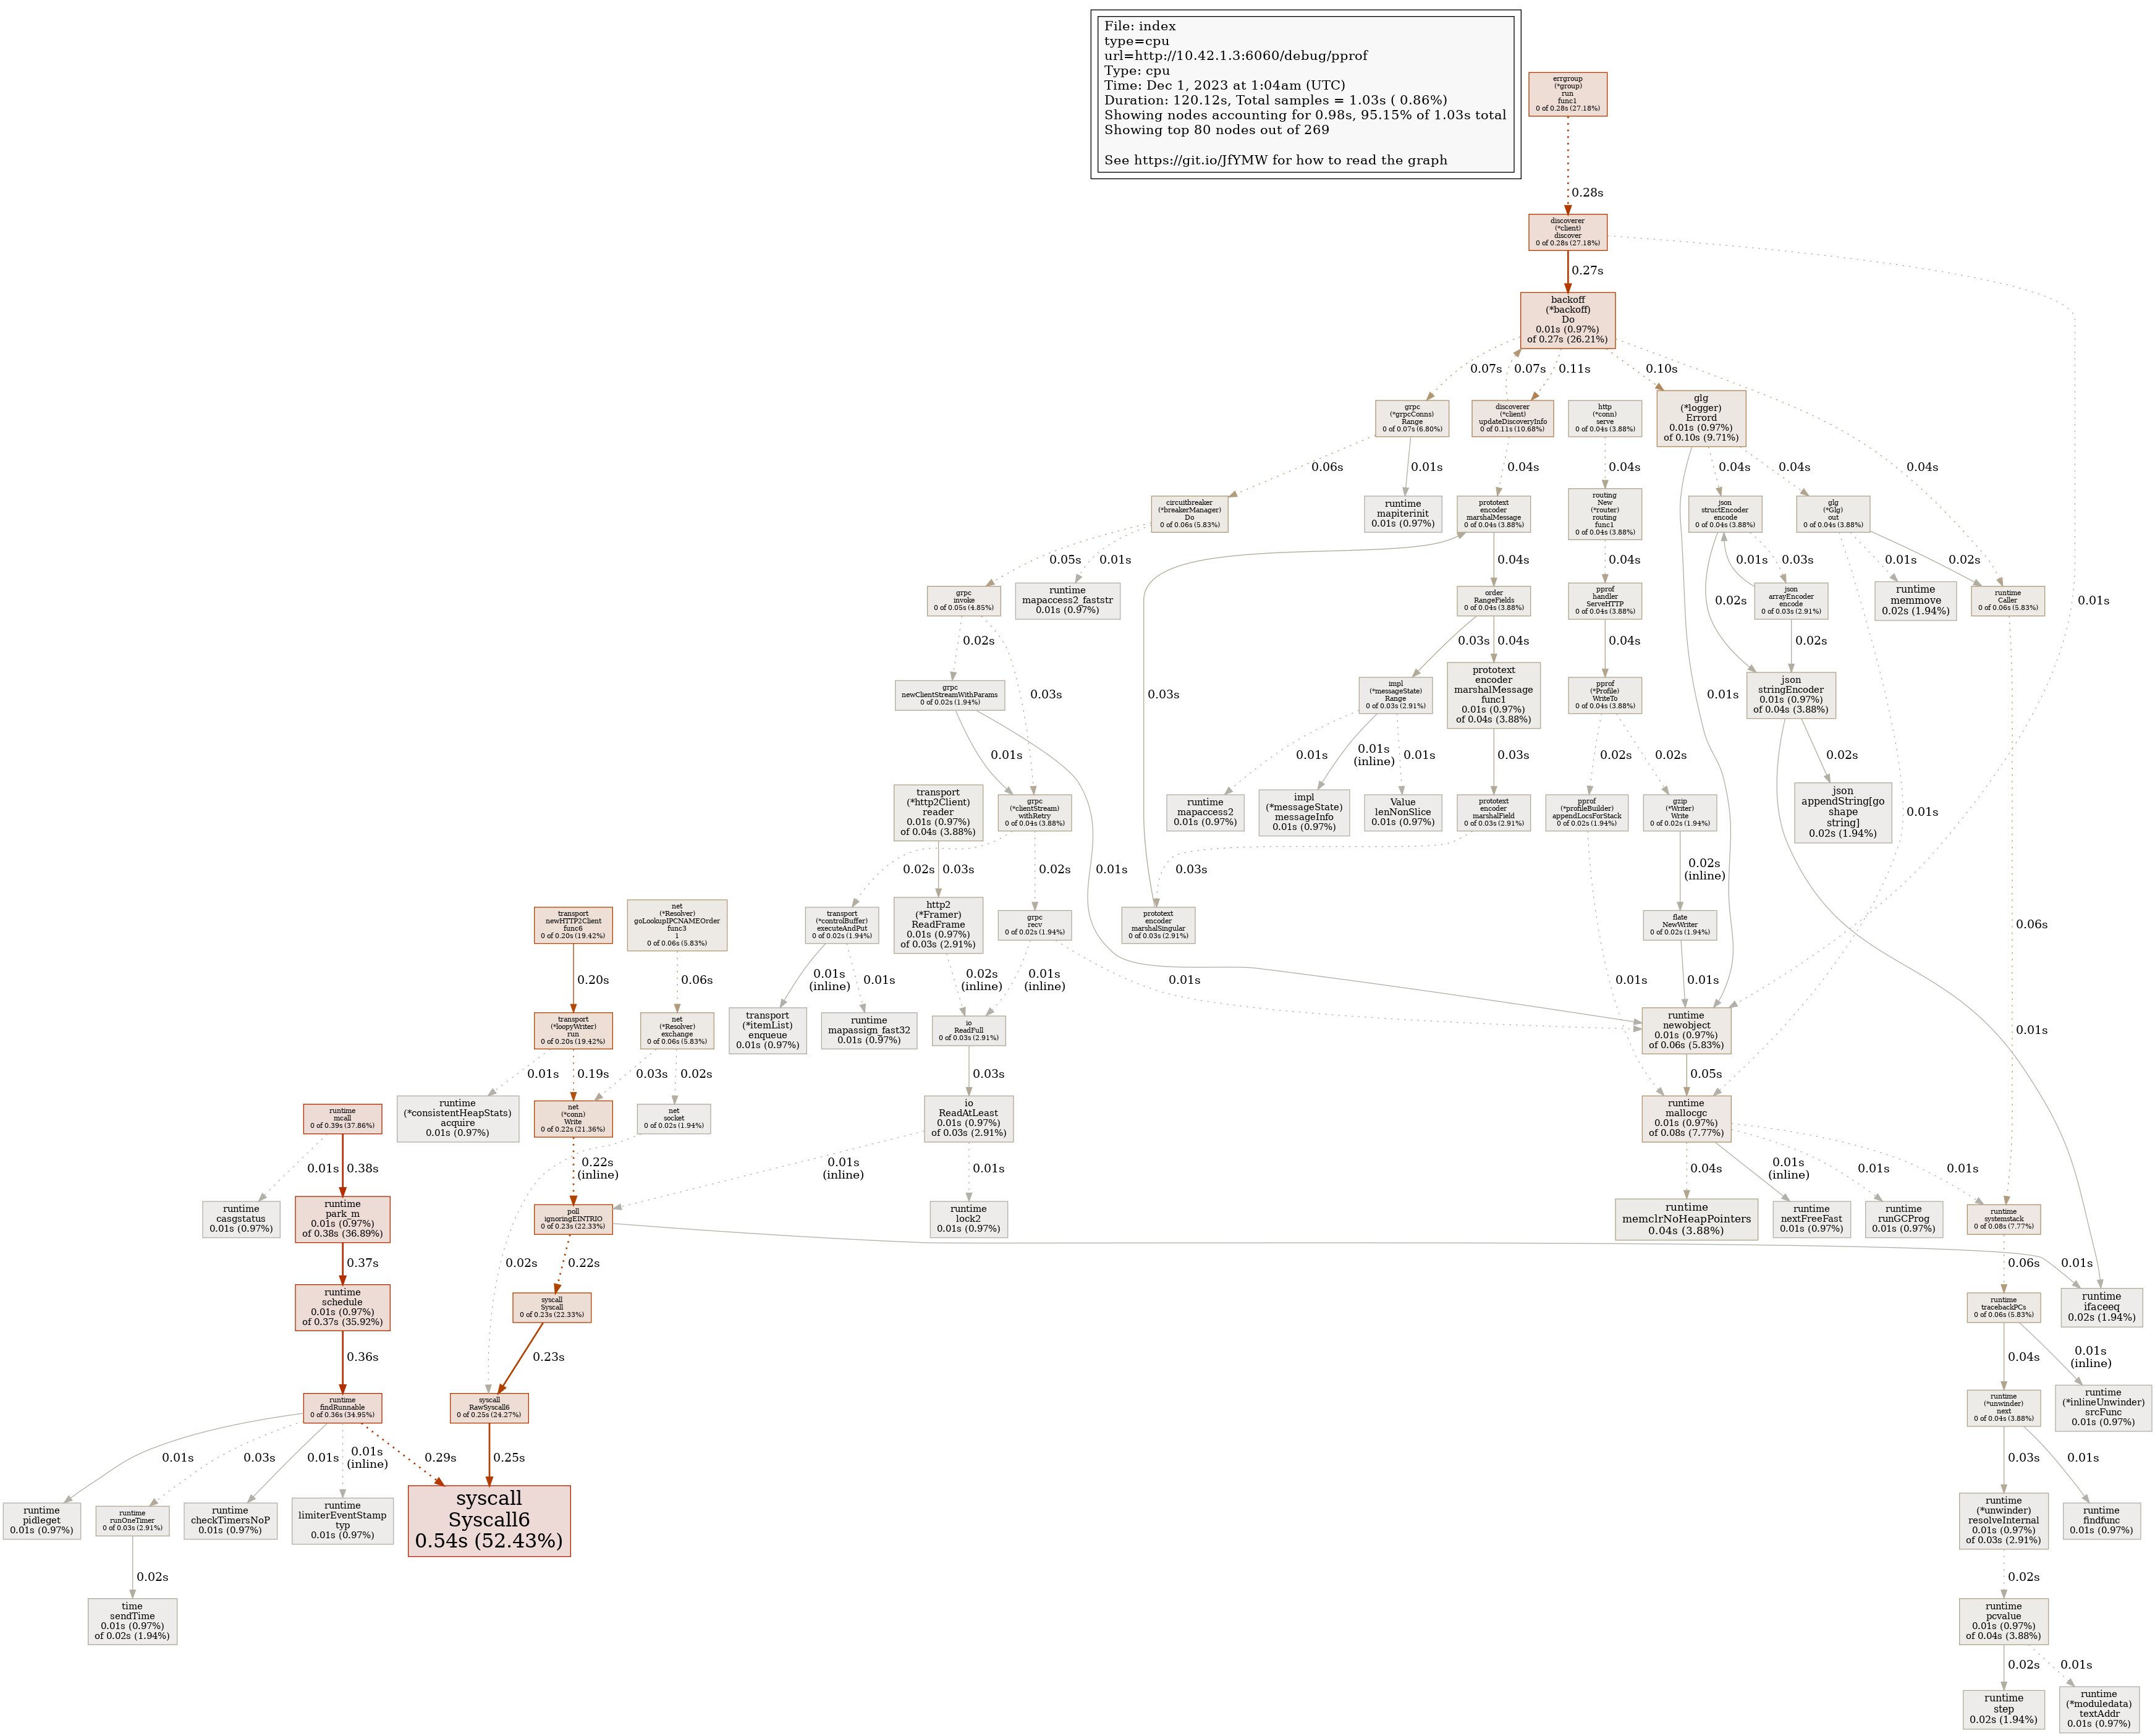 File: index
type=cpu
url=http://10.42.1.3:6060/debug/pprof
Type: cpu
Time: Dec 1, 2023 at 1:04am (UTC)
Duration: 120.12s, Total samples = 1.03s ( 0.86%)
Showing nodes accounting for 0.98s, 95.15% of 1.03s total
Showing top 80 nodes out of 269
See https://git.io/JfYMW for how to read the graph
errgroup
(*group)
run
func1
0 of 0.28s (27.18%)
0.28s
discoverer
(*client)
discover
0 of 0.28s (27.18%)
0.27s
backoff
(*backoff)
Do
0.01s (0.97%)
of 0.27s (26.21%)
0.07s
0.07s
0.11s
0.10s
grpc
(*grpcConns)
Range
0 of 0.07s (6.80%)
discoverer
(*client)
updateDiscoveryInfo
0 of 0.11s (10.68%)
http
(*conn)
serve
0 of 0.04s (3.88%)
glg
(*logger)
Errord
0.01s (0.97%)
of 0.10s (9.71%)
0.06s
0.01s
0.04s
0.04s
0.04s
0.04s
0.04s
circuitbreaker
(*breakerManager)
Do
0 of 0.06s (5.83%)
runtime
mapiterinit
0.01s (0.97%)
prototext
encoder
marshalMessage
0 of 0.04s (3.88%)
routing
New
(*router)
routing
func1
0 of 0.04s (3.88%)
json
structEncoder
encode
0 of 0.04s (3.88%)
glg
(*Glg)
out
0 of 0.04s (3.88%)
0.05s
0.01s
0.04s
0.04s
0.01s
0.03s
0.01s
0.02s
grpc
invoke
0 of 0.05s (4.85%)
runtime
mapaccess2_faststr
0.01s (0.97%)
order
RangeFields
0 of 0.04s (3.88%)
pprof
handler
ServeHTTP
0 of 0.04s (3.88%)
0.02s
json
arrayEncoder
encode
0 of 0.03s (2.91%)
runtime
memmove
0.02s (1.94%)
runtime
Caller
0 of 0.06s (5.83%)
0.01s
0.02s
0.03s
0.03s
0.04s
0.04s
0.02s
grpc
newClientStreamWithParams
0 of 0.02s (1.94%)
0.03s
impl
(*messageState)
Range
0 of 0.03s (2.91%)
prototext
encoder
marshalMessage
func1
0.01s (0.97%)
of 0.04s (3.88%)
pprof
(*Profile)
WriteTo
0 of 0.04s (3.88%)
0.01s
json
stringEncoder
0.01s (0.97%)
of 0.04s (3.88%)
0.01s
0.01s
0.01s
(inline)
0.01s
0.03s
0.02s
0.02s
0.02s
transport
(*http2Client)
reader
0.01s (0.97%)
of 0.04s (3.88%)
grpc
(*clientStream)
withRetry
0 of 0.04s (3.88%)
runtime
mapaccess2
0.01s (0.97%)
impl
(*messageState)
messageInfo
0.01s (0.97%)
Value
lenNonSlice
0.01s (0.97%)
prototext
encoder
marshalField
0 of 0.03s (2.91%)
pprof
(*profileBuilder)
appendLocsForStack
0 of 0.02s (1.94%)
gzip
(*Writer)
Write
0 of 0.02s (1.94%)
json
appendString[go
shape
string]
0.02s (1.94%)
0.01s
0.02s
0.03s
0.02s
0.01s
0.03s
0.02s
(inline)
transport
newHTTP2Client
func6
0 of 0.20s (19.42%)
net
(*Resolver)
goLookupIPCNAMEOrder
func3
1
0 of 0.06s (5.83%)
transport
(*controlBuffer)
executeAndPut
0 of 0.02s (1.94%)
http2
(*Framer)
ReadFrame
0.01s (0.97%)
of 0.03s (2.91%)
grpc
recv
0 of 0.02s (1.94%)
prototext
encoder
marshalSingular
0 of 0.03s (2.91%)
flate
NewWriter
0 of 0.02s (1.94%)
0.06s
0.20s
0.06s
0.01s
(inline)
0.01s
0.02s
(inline)
0.01s
(inline)
0.01s
0.01s
0.01s
transport
(*loopyWriter)
run
0 of 0.20s (19.42%)
net
(*Resolver)
exchange
0 of 0.06s (5.83%)
transport
(*itemList)
enqueue
0.01s (0.97%)
runtime
mapassign_fast32
0.01s (0.97%)
io
ReadFull
0 of 0.03s (2.91%)
runtime
newobject
0.01s (0.97%)
of 0.06s (5.83%)
0.01s
0.01s
0.19s
0.03s
0.02s
0.03s
0.05s
runtime
mcall
0 of 0.39s (37.86%)
runtime
(*consistentHeapStats)
acquire
0.01s (0.97%)
net
(*conn)
Write
0 of 0.22s (21.36%)
net
socket
0 of 0.02s (1.94%)
io
ReadAtLeast
0.01s (0.97%)
of 0.03s (2.91%)
runtime
mallocgc
0.01s (0.97%)
of 0.08s (7.77%)
0.01s
0.38s
0.22s
(inline)
0.01s
(inline)
0.01s
0.04s
0.01s
(inline)
0.01s
0.01s
runtime
casgstatus
0.01s (0.97%)
runtime
park_m
0.01s (0.97%)
of 0.38s (36.89%)
poll
ignoringEINTRIO
0 of 0.23s (22.33%)
runtime
lock2
0.01s (0.97%)
runtime
memclrNoHeapPointers
0.04s (3.88%)
runtime
nextFreeFast
0.01s (0.97%)
runtime
runGCProg
0.01s (0.97%)
runtime
systemstack
0 of 0.08s (7.77%)
0.37s
0.02s
0.22s
0.06s
0.01s
runtime
schedule
0.01s (0.97%)
of 0.37s (35.92%)
syscall
Syscall
0 of 0.23s (22.33%)
runtime
tracebackPCs
0 of 0.06s (5.83%)
runtime
ifaceeq
0.02s (1.94%)
0.36s
0.23s
0.04s
0.01s
(inline)
runtime
findRunnable
0 of 0.36s (34.95%)
syscall
RawSyscall6
0 of 0.25s (24.27%)
runtime
(*unwinder)
next
0 of 0.04s (3.88%)
runtime
(*inlineUnwinder)
srcFunc
0.01s (0.97%)
0.01s
0.03s
0.01s
0.01s
(inline)
0.29s
0.25s
0.03s
0.01s
runtime
pidleget
0.01s (0.97%)
runtime
runOneTimer
0 of 0.03s (2.91%)
runtime
checkTimersNoP
0.01s (0.97%)
runtime
limiterEventStamp
typ
0.01s (0.97%)
syscall
Syscall6
0.54s (52.43%)
runtime
(*unwinder)
resolveInternal
0.01s (0.97%)
of 0.03s (2.91%)
runtime
findfunc
0.01s (0.97%)
0.02s
0.02s
time
sendTime
0.01s (0.97%)
of 0.02s (1.94%)
runtime
pcvalue
0.01s (0.97%)
of 0.04s (3.88%)
0.02s
0.01s
runtime
step
0.02s (1.94%)
runtime
(*moduledata)
textAddr
0.01s (0.97%)